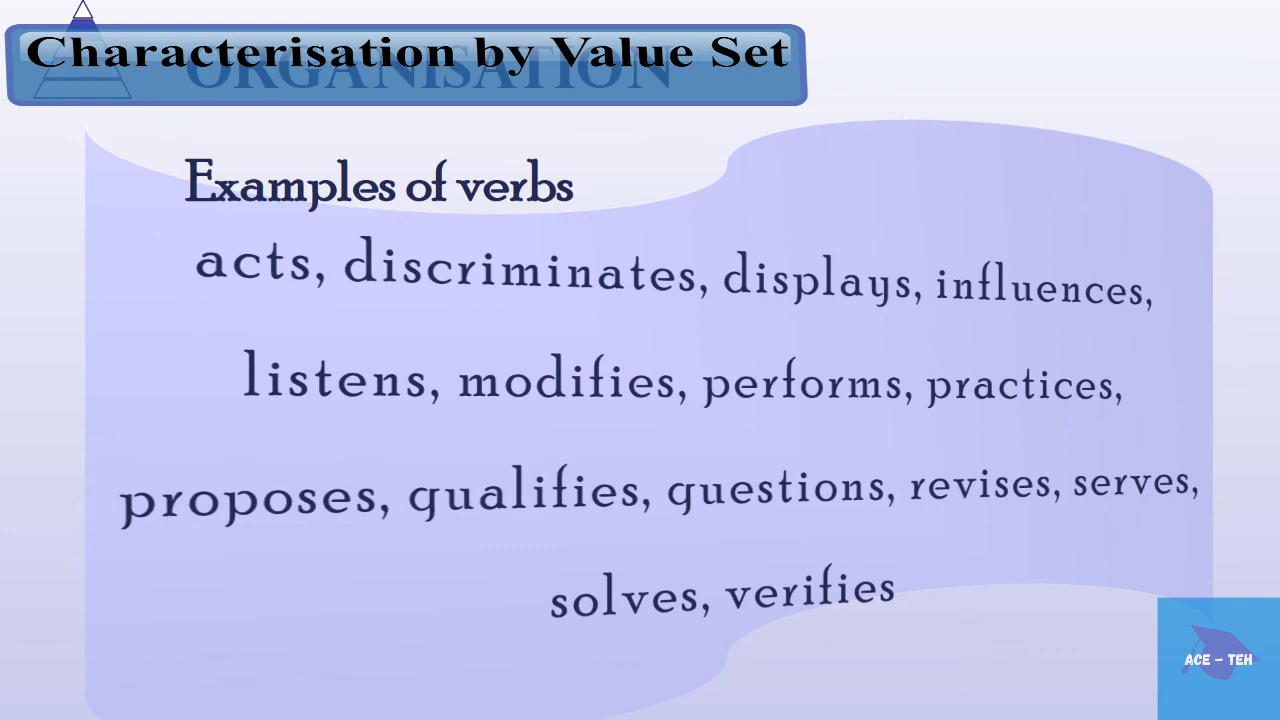 Characterisation by Value Set
ORGANISATION
Examples of verbs
acts, discriminates, displays, influences,
listens, modifies, performs, practices,
proposes, qualifies, questions, revises, serves,
solves, verifies
ACE – TEH